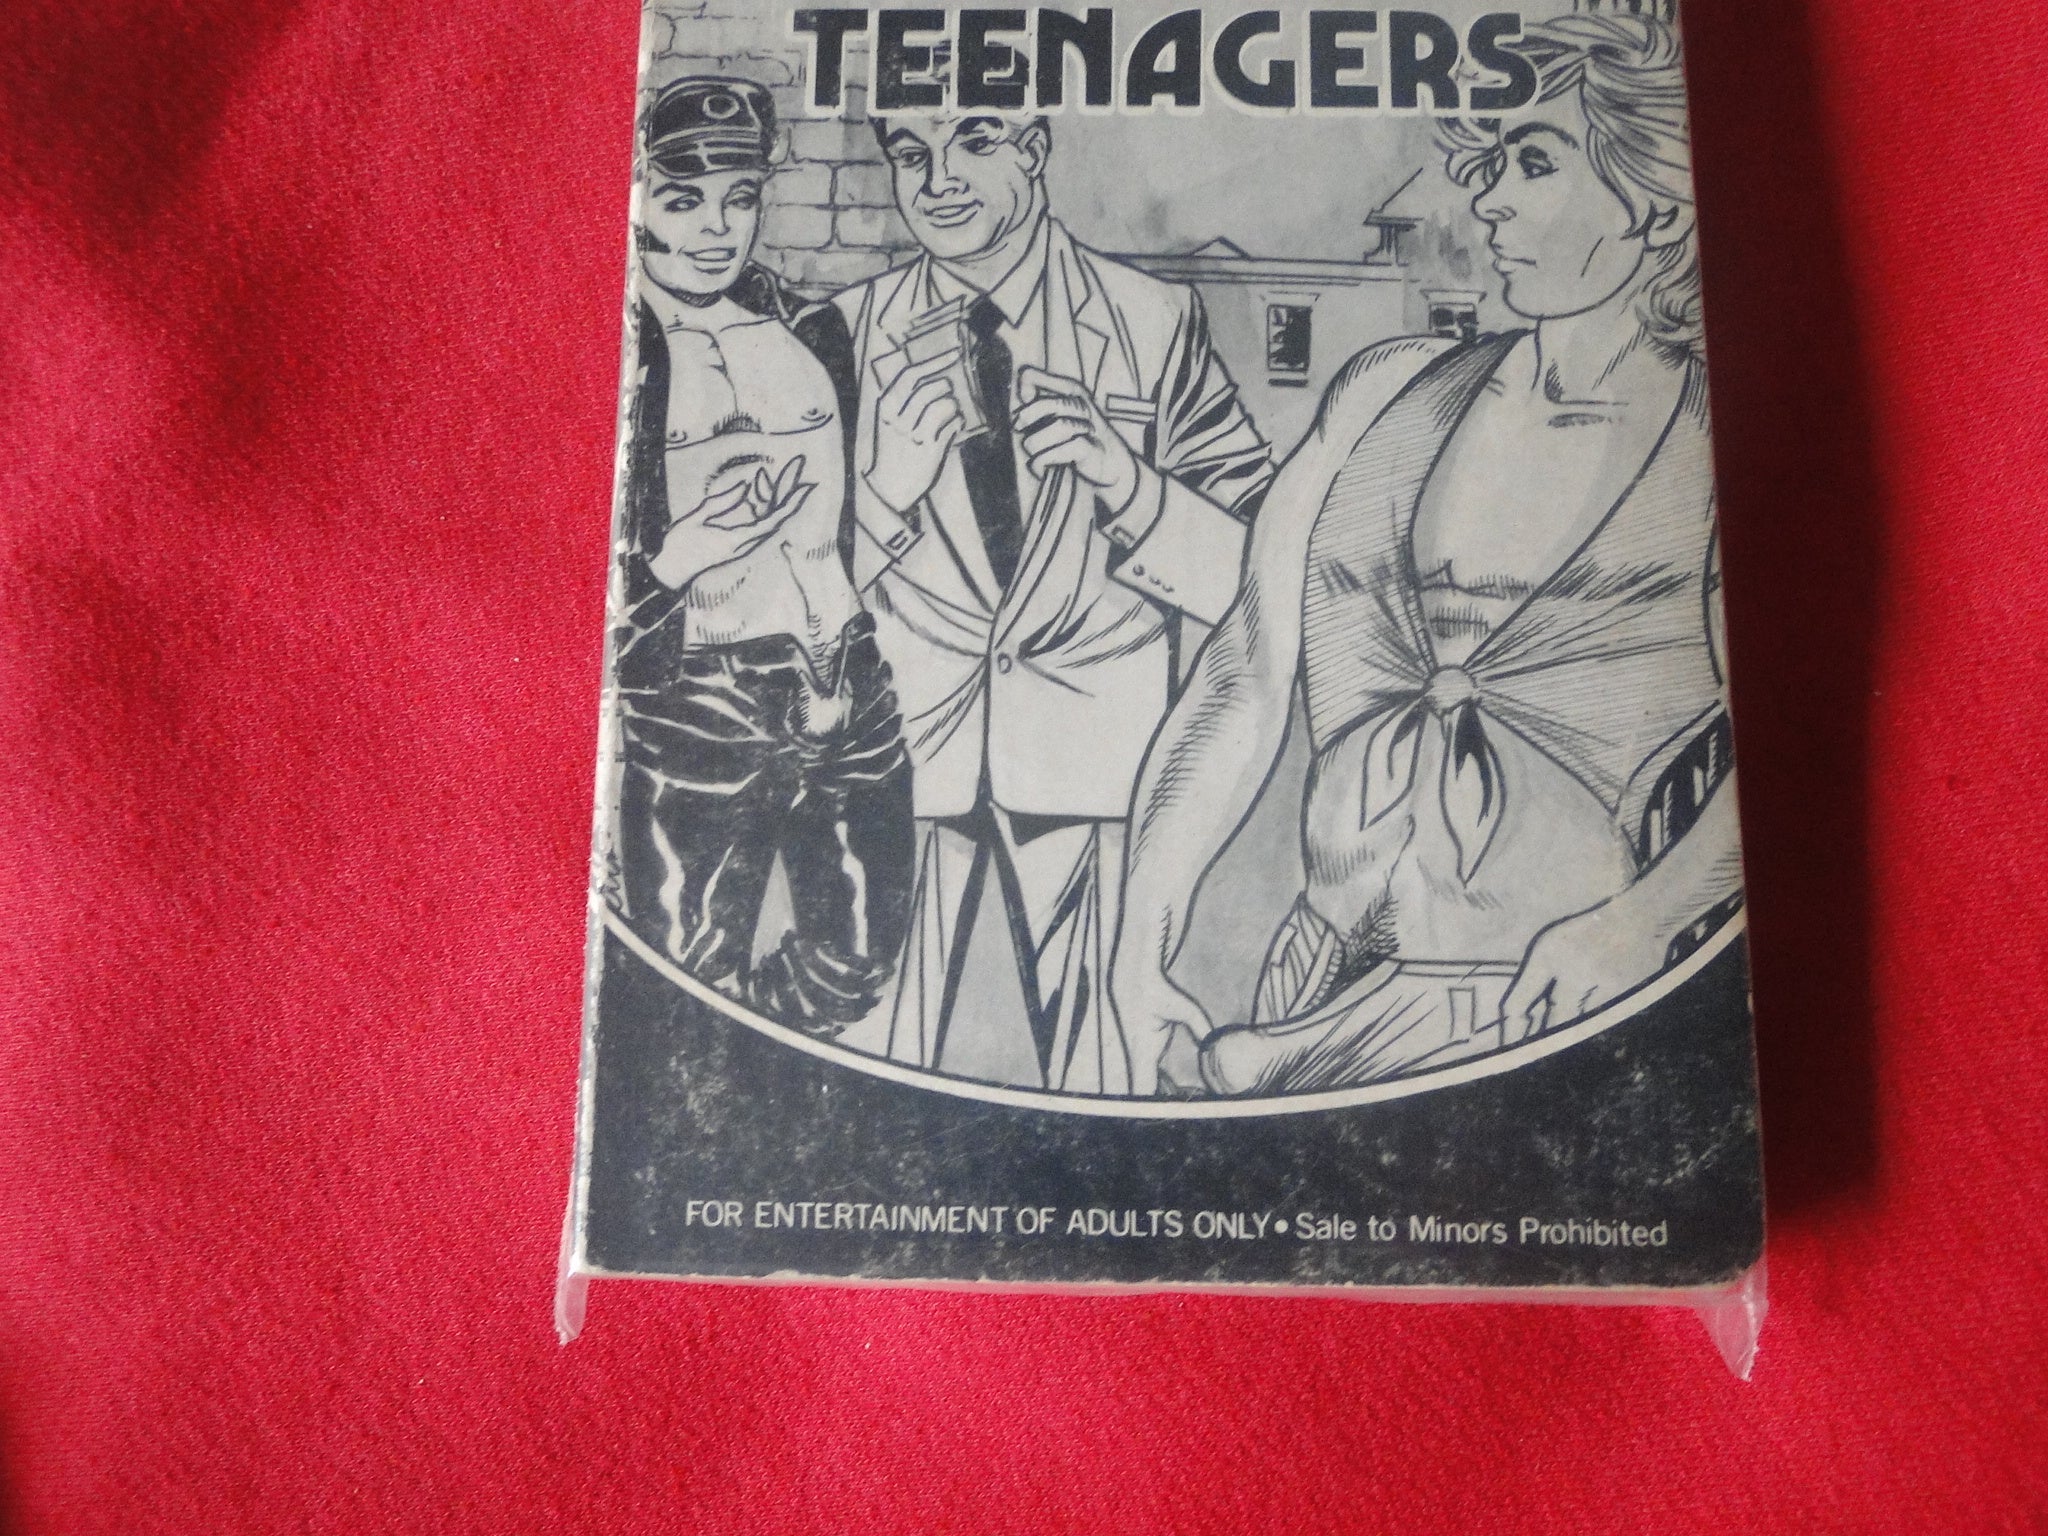 TEENAGERS
FOR ENTERTAINMENT OF ADULTS ONLY • Sale to Minors Prohibited